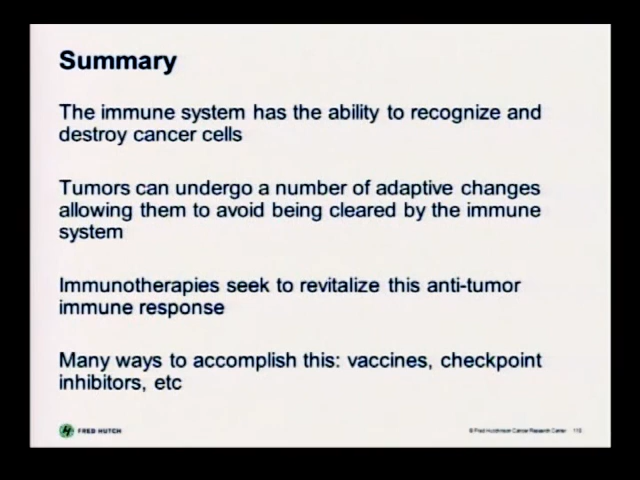 Summary
The immune system has the ability to recognize and
destroy cancer cells
Tumors can undergo a number of adaptive changes
allowing them to avoid being cleared by the immune
system
Immunotherapies seek to revitalize this anti-tumor
immune response
Many ways to accomplish this: vaccines, checkpoint
inhibitors, etc
FRED HUTCH
© Fred Hutchinson Cancer Research Center